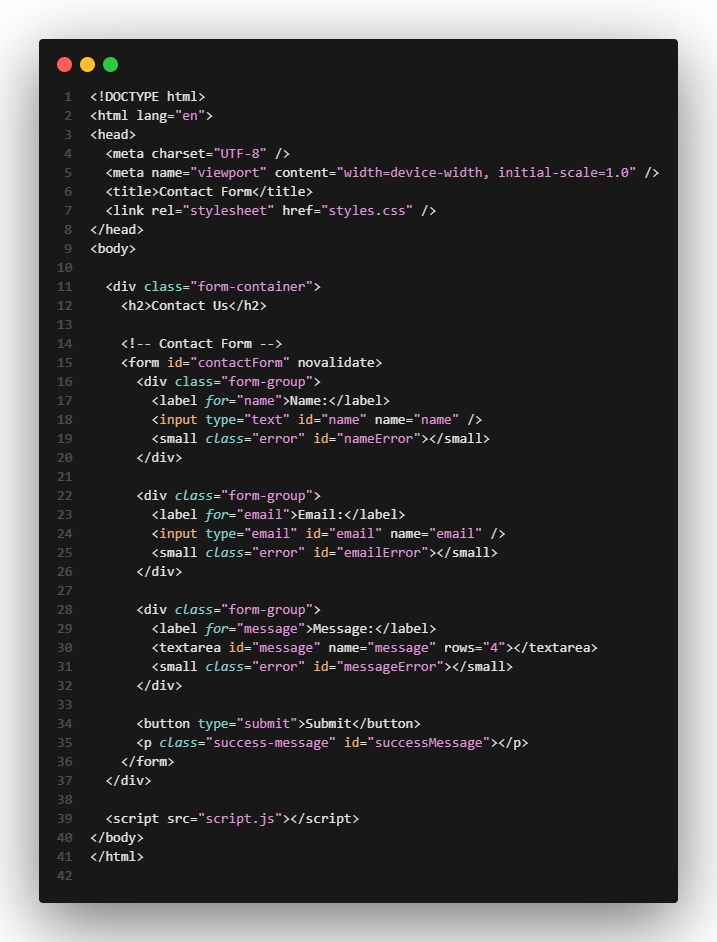 1 <!DOCTYPE html>
2 <html lang="en">
3 <head>
4   <meta charset="UTF-8" />
5   <meta name="viewport" content="width=device-width, initial-scale=1.0" />
6   <title>Contact Form</title>
7   <link rel="stylesheet" href="styles.css" />
8 </head>
9 <body>
10
11   <div class="form-container">
12     <h2>Contact Us</h2>
13
14     <!-- Contact Form -->
15     <form id="contactForm" novalidate>
16       <div class="form-group">
17         <label for="name">Name:</label>
18         <input type="text" id="name" name="name" />
19         <small class="error" id="nameError"></small>
20       </div>
21
22       <div class="form-group">
23         <label for="email">Email:</label>
24         <input type="email" id="email" name="email" />
25         <small class="error" id="emailError"></small>
26       </div>
27
28       <div class="form-group">
29         <label for="message">Message:</label>
30         <textarea id="message" name="message" rows="4"></textarea>
31         <small class="error" id="messageError"></small>
32       </div>
33
34       <button type="submit">Submit</button>
35       <p class="success-message" id="successMessage"></p>
36     </form>
37   </div>
38
39   <script src="script.js"></script>
40 </body>
41 </html>
42